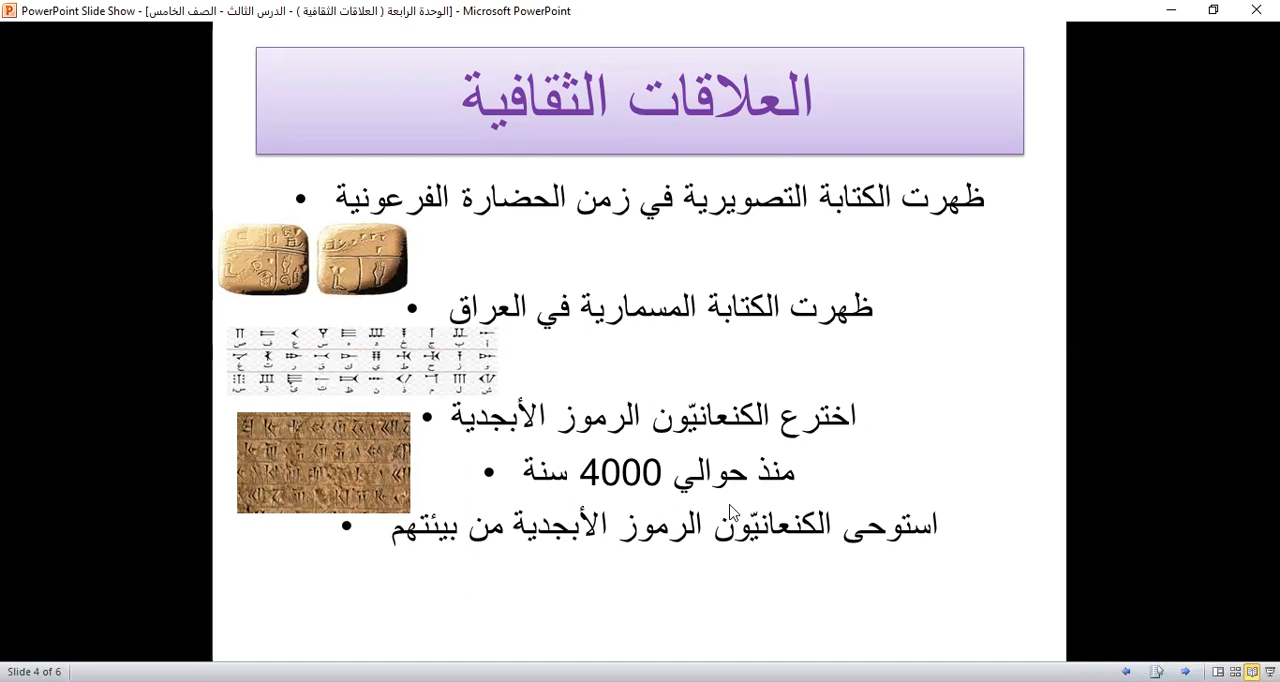 [الوحدة الرابعة ( العلاقات الثقافية ) - الدرس الثالث - الصف الخامس] - PowerPoint Slide Show - Microsoft PowerPoint
العلاقات الثقافية
ظهرت الكتابة التصويرية في زمن الحضارة الفرعونية •
ظهرت الكتابة المسمارية في العراق •
اخترع الكنعانيّون الرموز الأبجدية •
منذ حوالي 4000 سنة •
استوحى الكنعانيّون الرموز الأبجدية من بيئتهم •
Slide 4 of 6